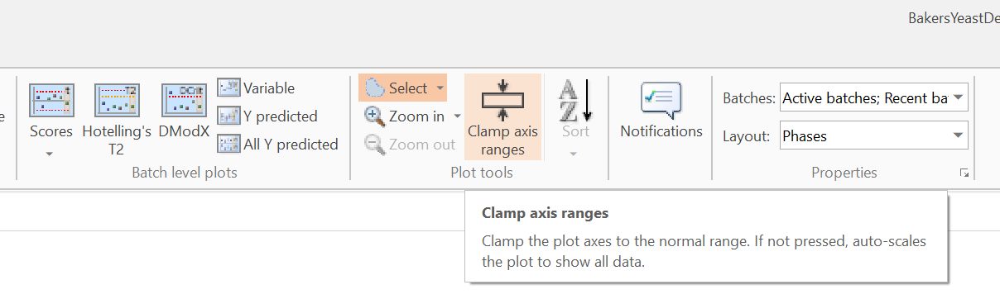 BakersYeastDe
e
Scores
Hotelling's
T2
DModX
Variable
Y predicted
All Y predicted
Batch level plots
Select
Zoom in
Zoom out
Clamp axis
ranges
Sort
Plot tools
Notifications
Batches: Active batches; Recent ba
Layout: Phases
Properties
Clamp axis ranges
Clamp the plot axes to the normal range. If not pressed, auto-scales
the plot to show all data.